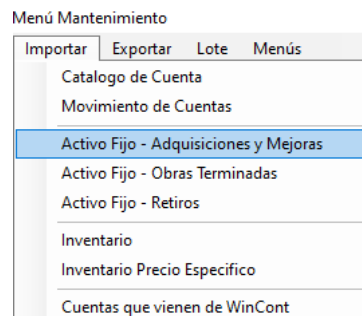 Menú Mantenimiento
Importar Exportar Lote Menús
Catalogo de Cuenta
Movimiento de Cuentas
Activo Fijo - Adquisiciones y Mejoras
Activo Fijo - Obras Terminadas
Activo Fijo - Retiros
Inventario
Inventario Precio Especifico
Cuentas que vienen de WinCont